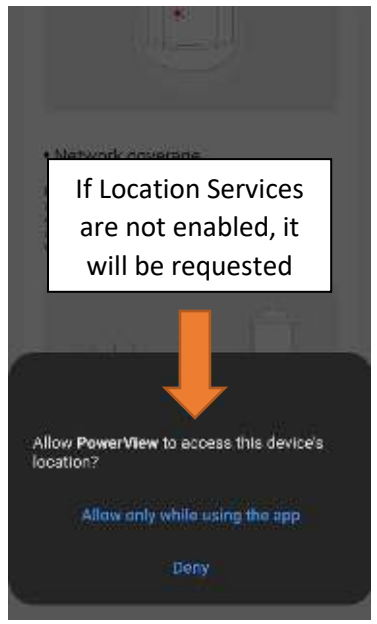 • Network coverage
If Location Services
are not enabled, it
will be requested
Allow PowerView to access this device's
location?
Allow only while using the app
Deny